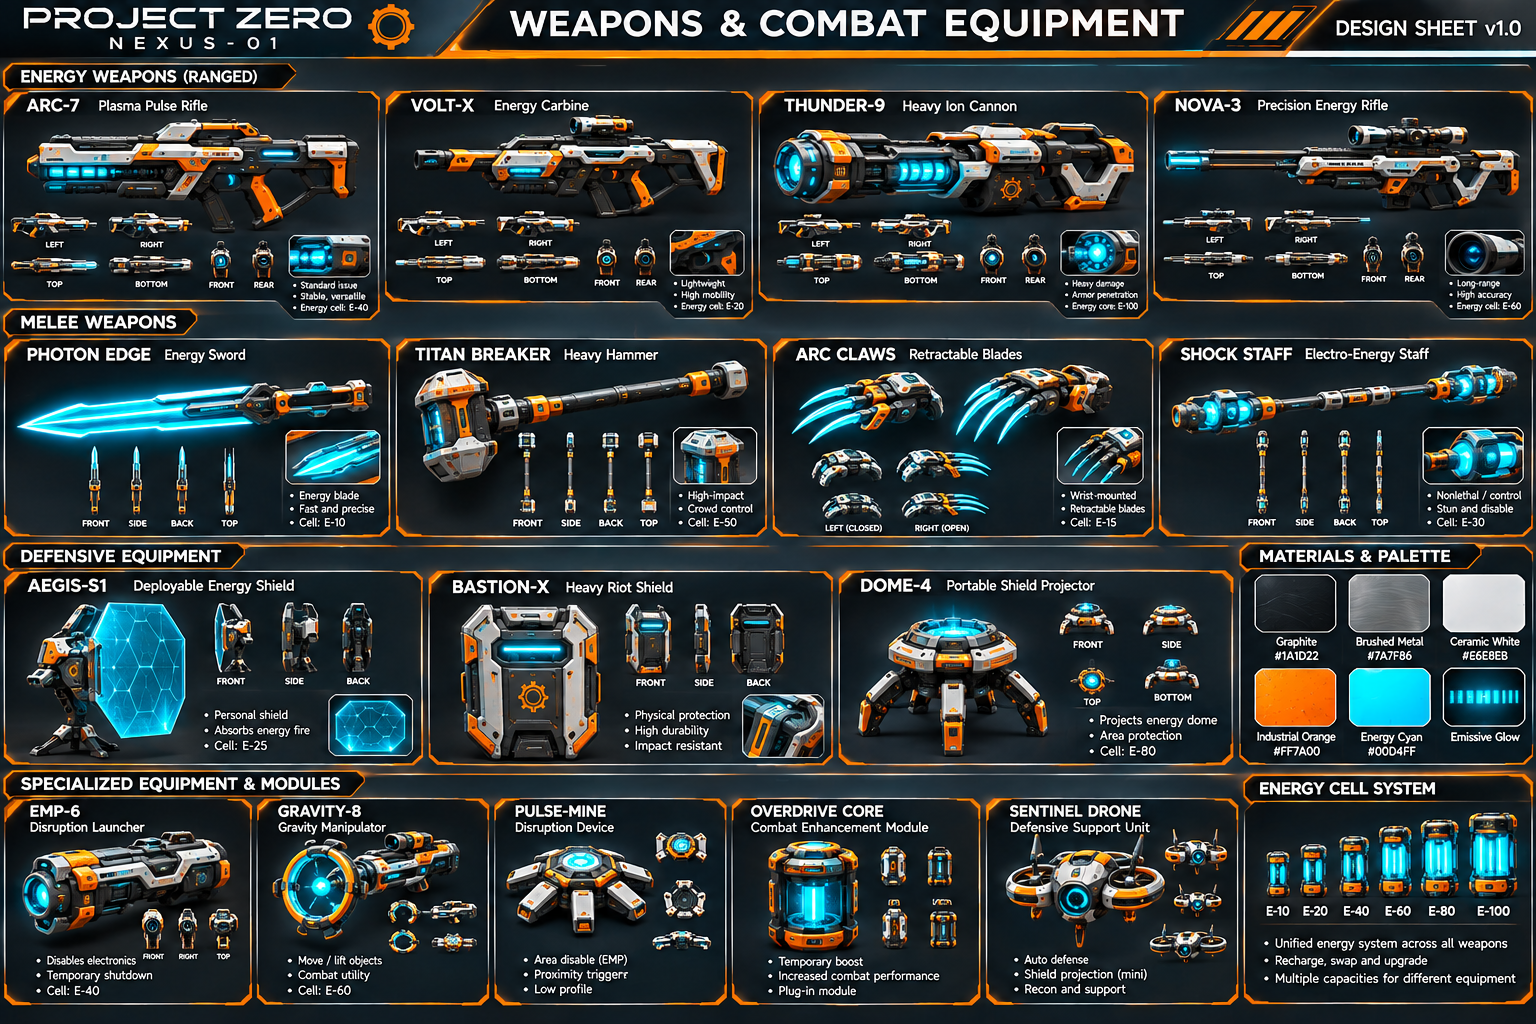 PROJECT ZERO
NEXUS-01
WEAPONS & COMBAT EQUIPMENT
DESIGN SHEET v1.0
ENERGY WEAPONS (RANGED)
ARC-7 Plasma Pulse Rifle
LEFT
RIGHT
TOP
BOTTOM
FRONT
REAR
• Standard issue
• Stable, versatile
• Energy cell: E-40
VOLT-X Energy Carbine
LEFT
RIGHT
TOP
BOTTOM
FRONT
REAR
• Lightweight
• High mobility
• Energy cell: E-20
THUNDER-9 Heavy Ion Cannon
LEFT
RIGHT
TOP
BOTTOM
FRONT
REAR
• Heavy damage
• Armor penetration
• Energy core: E-100
NOVA-3 Precision Energy Rifle
LEFT
RIGHT
TOP
BOTTOM
FRONT
REAR
• Long-range
• High accuracy
• Energy cell: E-60
MELEE WEAPONS
PHOTON EDGE Energy Sword
FRONT
SIDE
BACK
TOP
• Energy blade
• Fast and precise
• Cell: E-10
TITAN BREAKER Heavy Hammer
FRONT
SIDE
BACK
TOP
• High-impact
• Crowd control
• Cell: E-50
ARC CLAWS Retractable Blades
LEFT (CLOSED)
RIGHT (OPEN)
• Wrist-mounted
• Retractable blades
• Cell: E-15
SHOCK STAFF Electro-Energy Staff
FRONT
SIDE
BACK
TOP
• Nonlethal / control
• Stun and disable
• Cell: E-30
DEFENSIVE EQUIPMENT
AEGIS-S1 Deployable Energy Shield
FRONT
SIDE
BACK
• Personal shield
• Absorbs energy fire
• Cell: E-25
BASTION-X Heavy Riot Shield
FRONT
SIDE
BACK
• Physical protection
• High durability
• Impact resistant
DOME-4 Portable Shield Projector
FRONT
SIDE
TOP
BOTTOM
• Projects energy dome
• Area protection
• Cell: E-80
MATERIALS & PALETTE
Graphite
#1A1D22
Brushed Metal
#7A7F86
Ceramic White
#E6E8EB
Industrial Orange
#FF7A00
Energy Cyan
#00D4FF
Emissive Glow
SPECIALIZED EQUIPMENT & MODULES
EMP-6
Disruption Launcher
FRONT
RIGHT
TOP
• Disables electronics
• Temporary shutdown
• Cell: E-40
GRAVITY-8
Gravity Manipulator
• Move / lift objects
• Combat utility
• Cell: E-60
PULSE-MINE
Disruption Device
• Area disable (EMP)
• Proximity triggerr
• Low profile
OVERDRIVE CORE
Combat Enhancement Module
• Temporary boost
• Increased combat performance
• Plug-in module
SENTINEL DRONE
Defensive Support Unit
• Auto defense
• Shield projection (mini)
• Recon and support
ENERGY CELL SYSTEM
E-10 E-20 E-40 E-60 E-80 E-100
• Unified energy system across all weapons
• Recharge, swap and upgrade
• Multiple capacities for different equipment